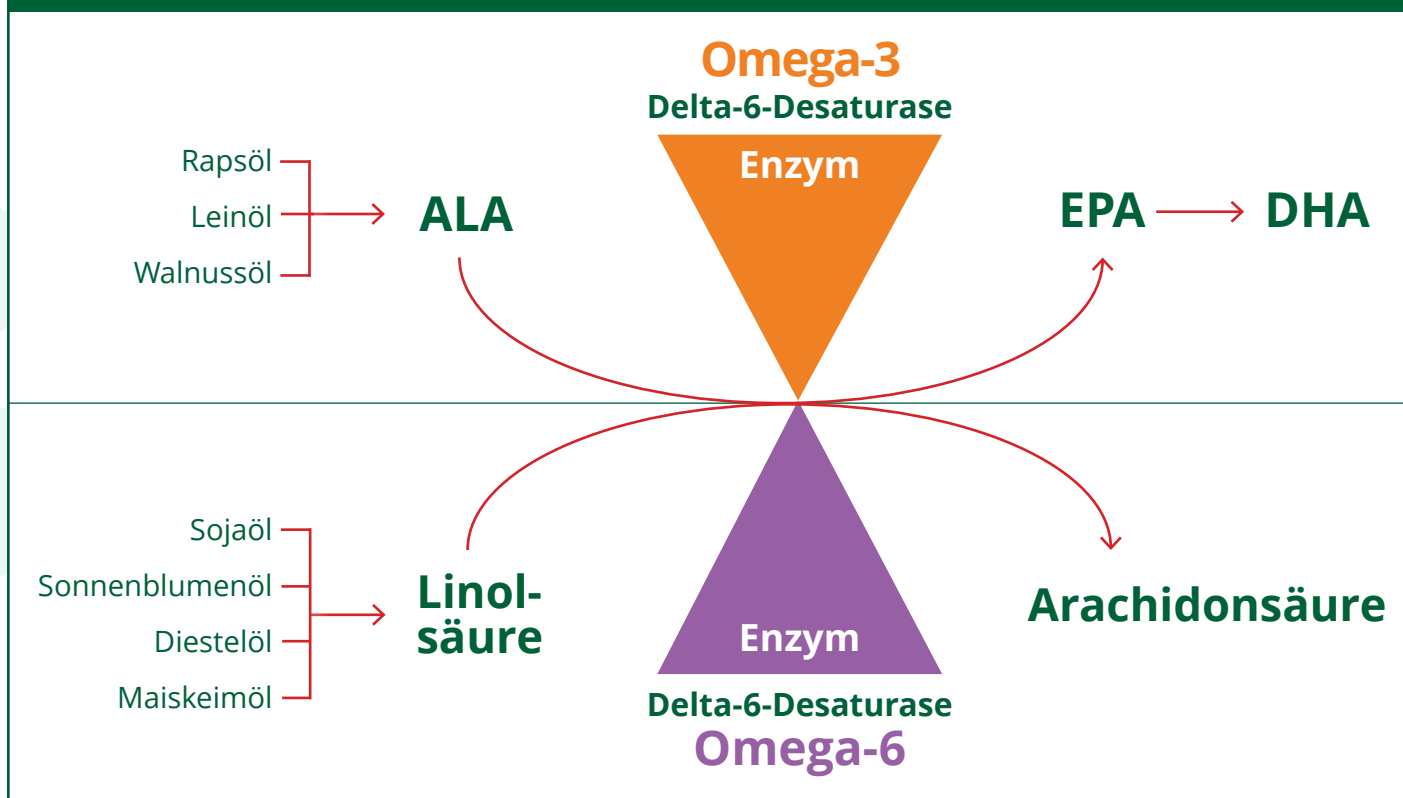 Omega-3
Delta-6-Desaturase
Enzym
Rapsöl
Leinöl
Walnussöl
ALA
EPA
DHA
Sojaöl
Sonnenblumenöl
Diestelöl
Maiskeimöl
Linol-
säure
Arachidonsäure
Enzym
Delta-6-Desaturase
Omega-6